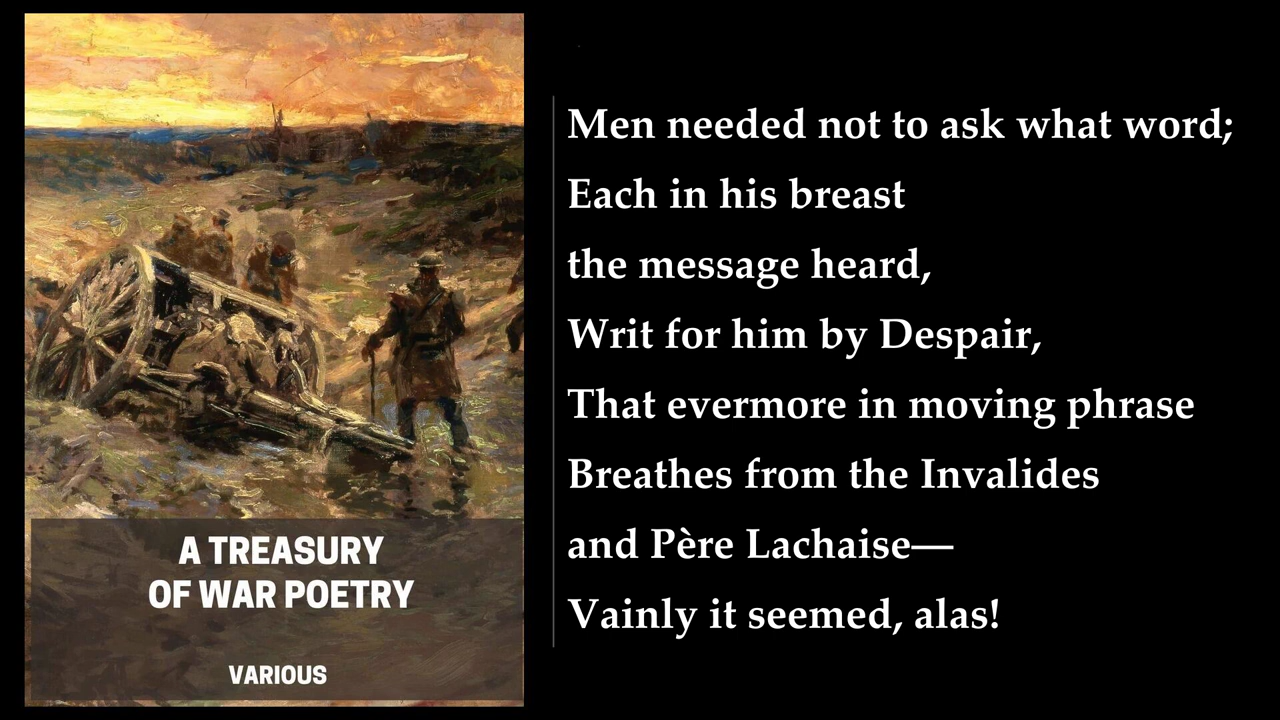 A TREASURY
OF WAR POETRY
VARIOUS
Men needed not to ask what word;
Each in his breast
the message heard,
Writ for him by Despair,
That evermore in moving phrase
Breathes from the Invalides
and Père Lachaise—
Vainly it seemed, alas!